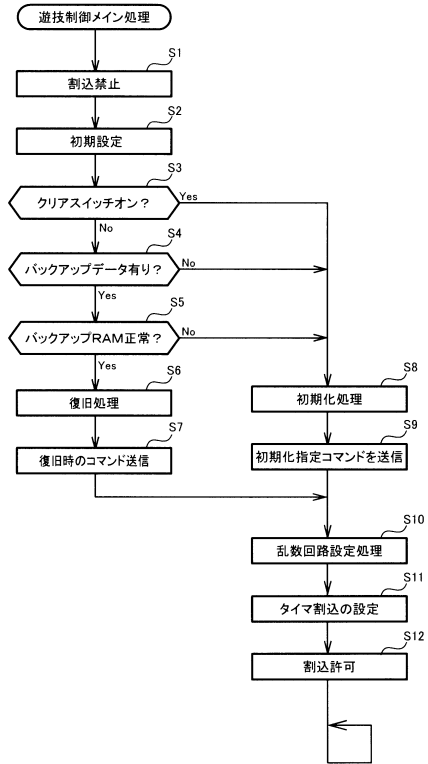 遊技制御メイン処理
S1
割込禁止
S2
初期設定
S3
クリアスイッチオン？
Yes
No
S4
バックアップデータ有り？
No
Yes
S5
バックアップRAM正常？
No
Yes
S6
復旧処理
S7
復旧時のコマンド送信
S8
初期化処理
S9
初期化指定コマンドを送信
S10
乱数回路設定処理
S11
タイマ割込の設定
S12
割込許可